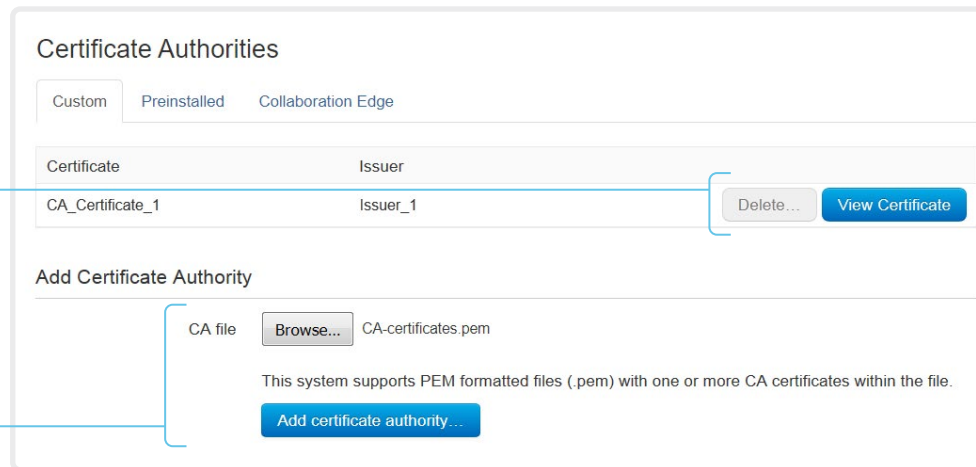 Certificate Authorities
Custom Preinstalled Collaboration Edge
Certificate Issuer
CA_Certificate_1 Issuer_1 Delete... View Certificate
Add Certificate Authority
CA file Browse... CA-certificates.pem
This system supports PEM formatted files (.pem) with one or more CA certificates within the file.
Add certificate authority...